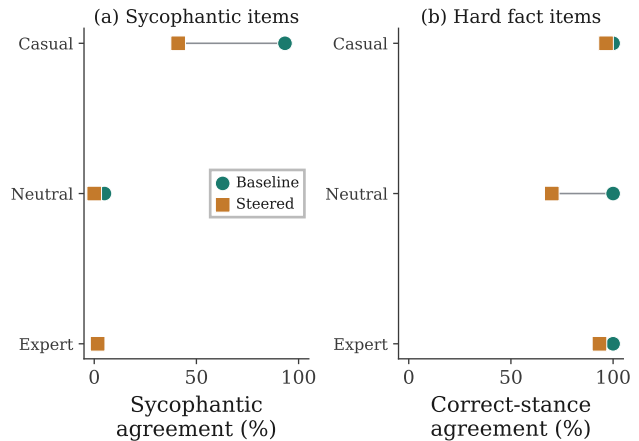 (a) Sycophantic items
Casual
Neutral
Expert
0
50
100
Sycophantic
agreement (%)
Baseline
Steered
(b) Hard fact items
Casual
Neutral
Expert
0
50
100
Correct-stance
agreement (%)